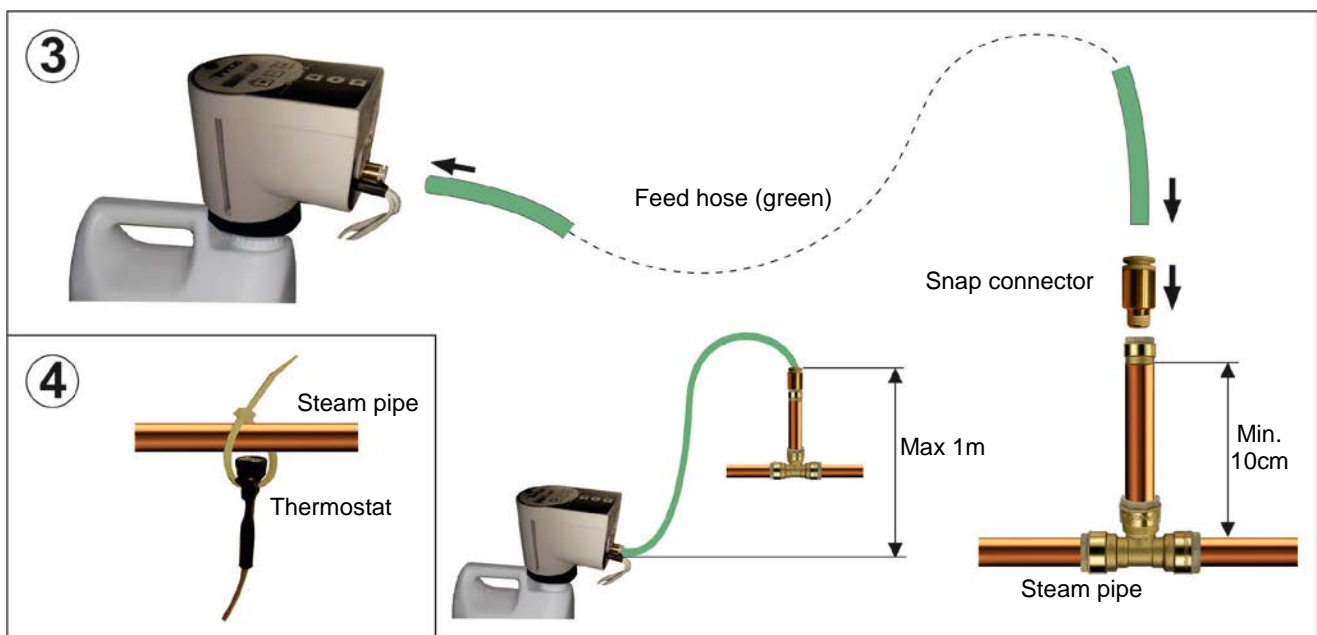 3
Feed hose (green)
Snap connector
Min.
10cm
Steam pipe
Max 1m
4
Steam pipe
Thermostat